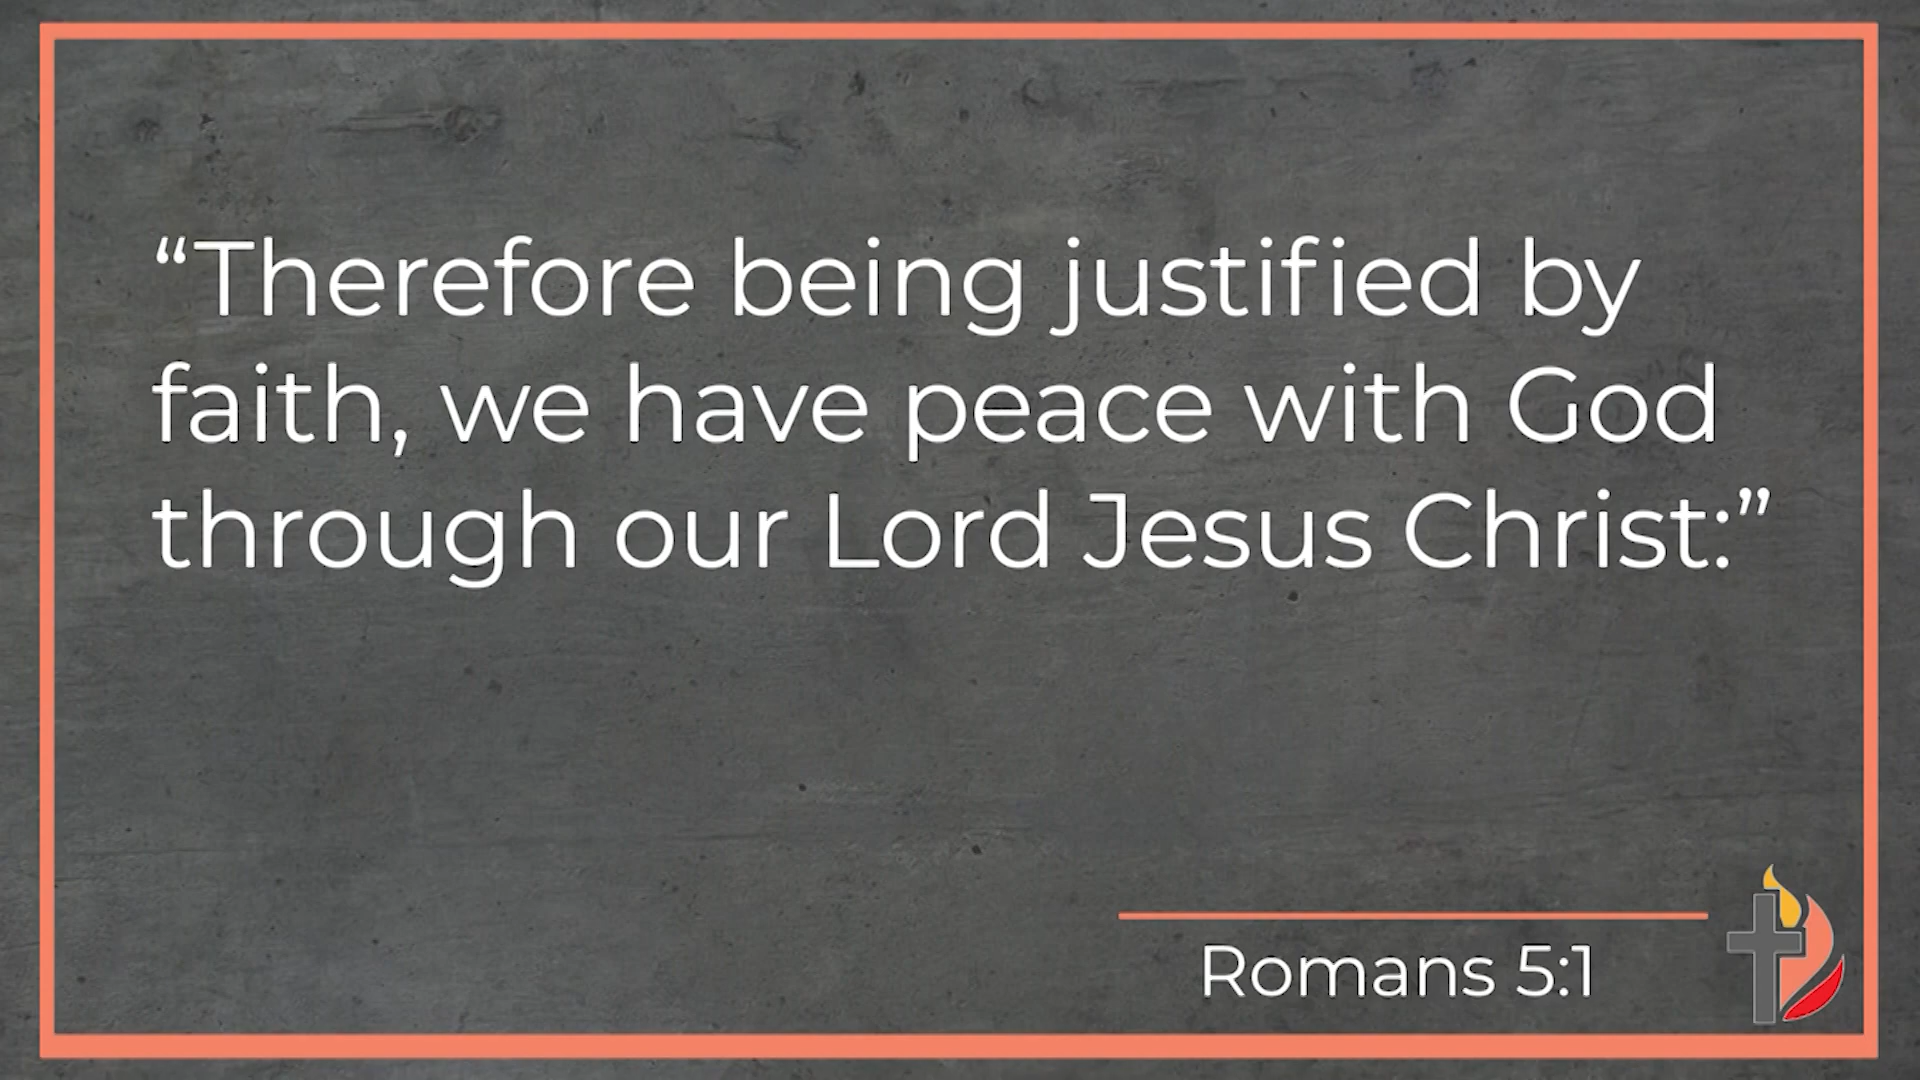 “Therefore being justified by
faith, we have peace with God
through our Lord Jesus Christ:”
Romans 5:1